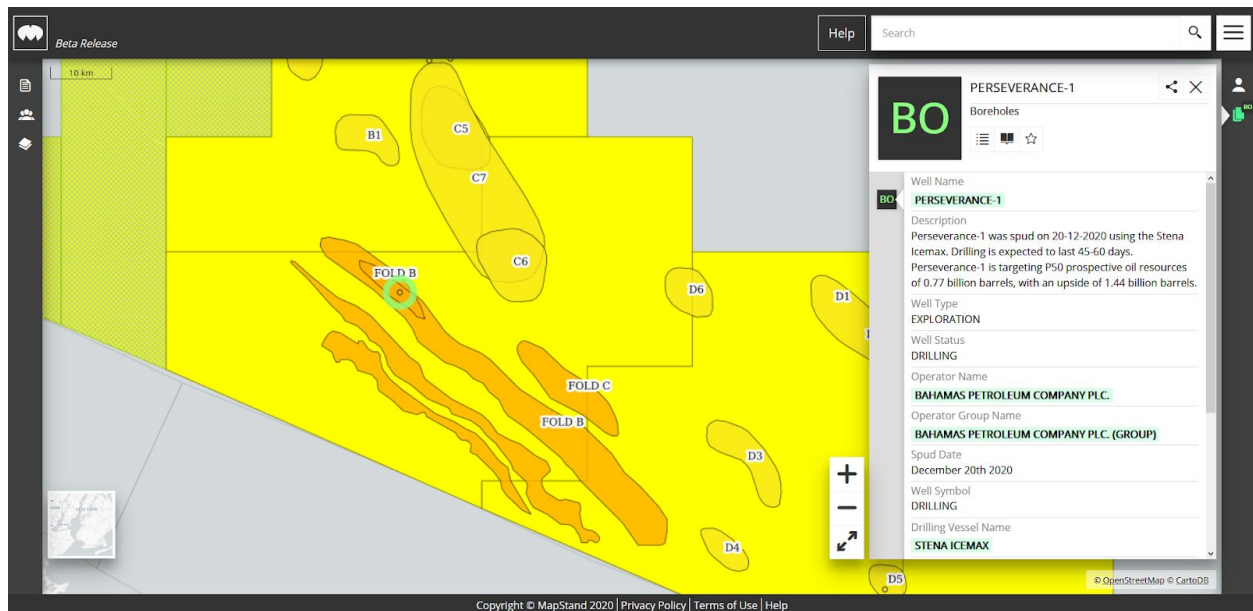 Beta Release
Help
Search
10 km
B1
C5
C7
C6
FOLD B
D6
D1
FOLD C
FOLD B
D3
D4
D5
BO
PERSEVERANCE-1
Boreholes
BO
BO
Well Name
PERSEVERANCE-1
Description
Perseverance-1 was spud on 20-12-2020 using the Stena
Icemax. Drilling is expected to last 45-60 days.
Perseverance-1 is targeting P50 prospective oil resources
of 0.77 billion barrels, with an upside of 1.44 billion barrels.
Well Type
EXPLORATION
Well Status
DRILLING
Operator Name
BAHAMAS PETROLEUM COMPANY PLC.
Operator Group Name
BAHAMAS PETROLEUM COMPANY PLC. (GROUP)
Spud Date
December 20th 2020
Well Symbol
DRILLING
Drilling Vessel Name
STENA ICEMAX
© OpenStreetMap © CartoDB
Copyright © MapStand 2020 | Privacy Policy | Terms of Use | Help